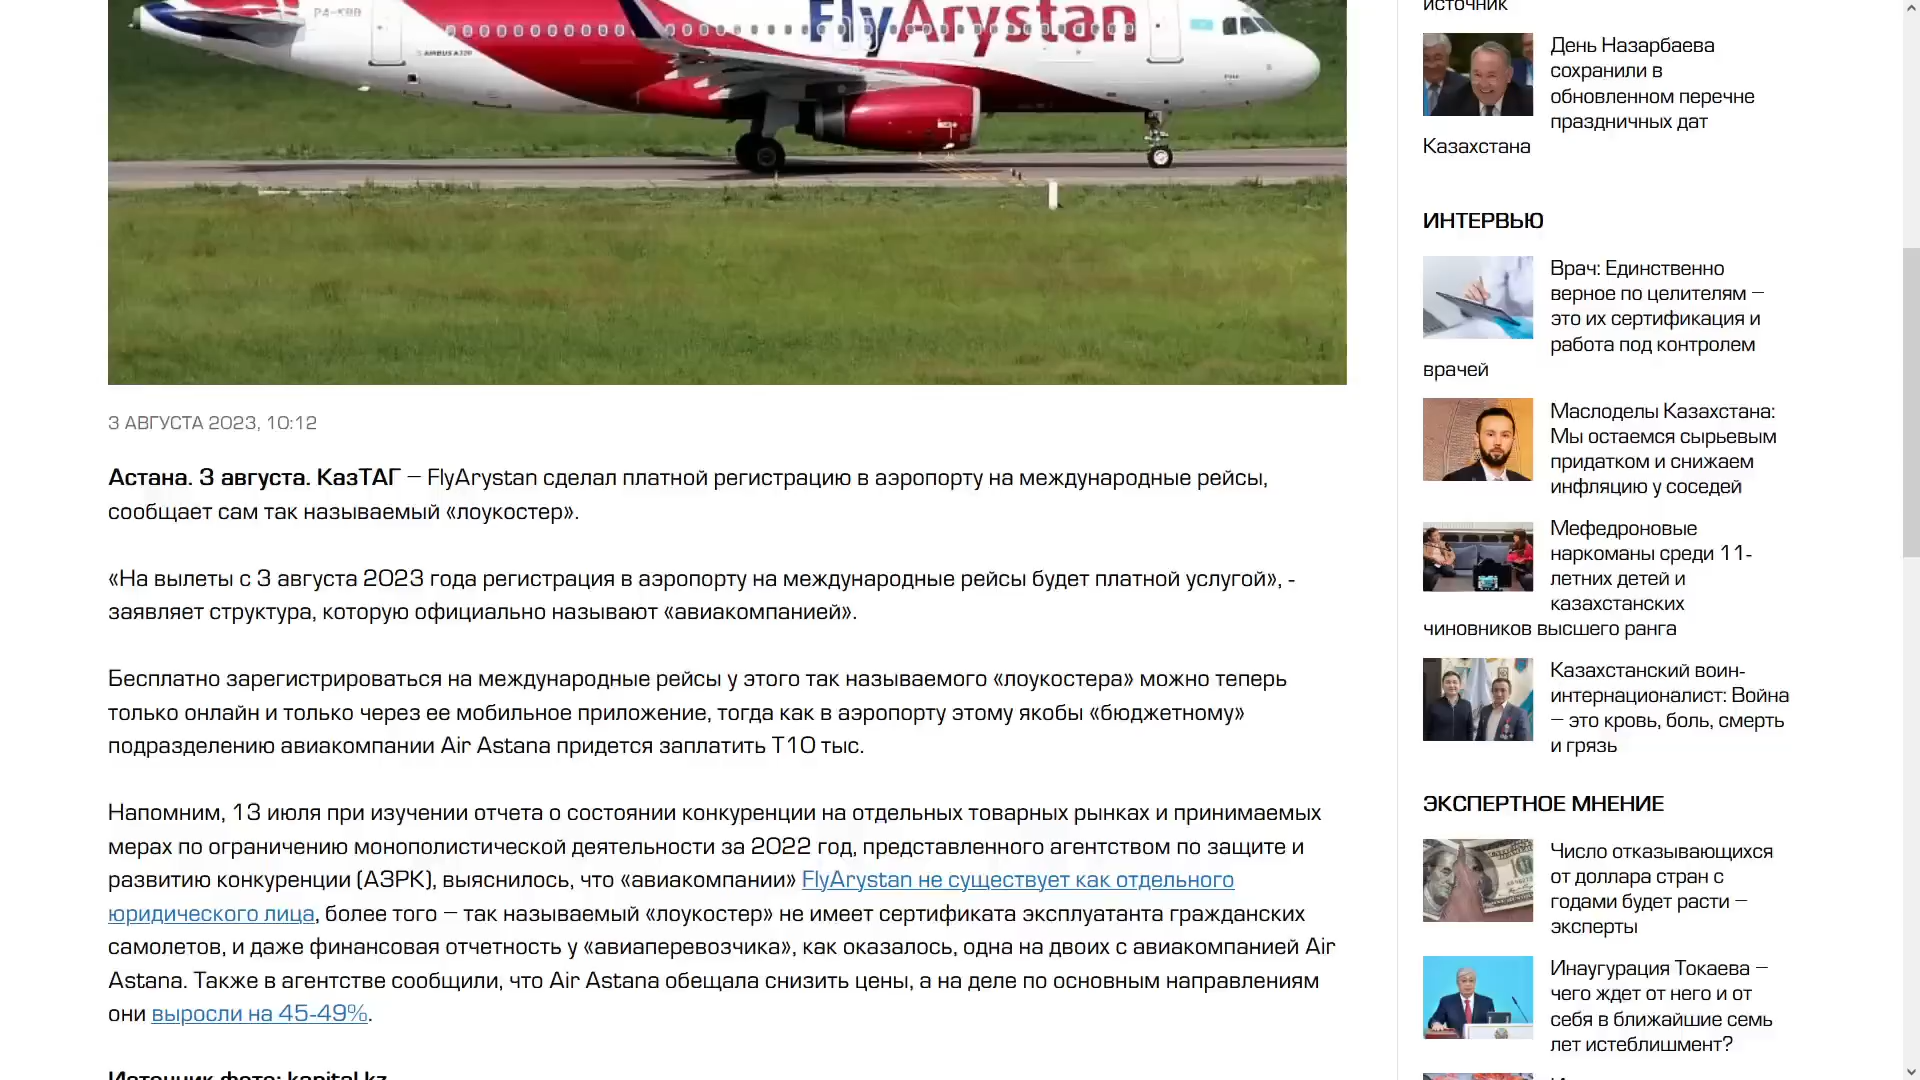 P4-KBD
AIRBUS A320
FlyArystan
3 АВГУСТА 2023, 10:12
Астана. 3 августа. КазТАГ – FlyArystan сделал платной регистрацию в аэропорту на международные рейсы,
сообщает сам так называемый «лоукостер».
«На вылеты с 3 августа 2023 года регистрация в аэропорту на международные рейсы будет платной услугой», -
заявляет структура, которую официально называют «авиакомпанией».
Бесплатно зарегистрироваться на международные рейсы у этого так называемого «лоукостера» можно теперь
только онлайн и только через ее мобильное приложение, тогда как в аэропорту этому якобы «бюджетному»
подразделению авиакомпании Air Astana придется заплатить Т10 тыс.
Напомним, 13 июля при изучении отчета о состоянии конкуренции на отдельных товарных рынках и принимаемых
мерах по ограничению монополистической деятельности за 2022 год, представленного агентством по защите и
развитию конкуренции (АЗРК), выяснилось, что «авиакомпании» FlyArystan не существует как отдельного
юридического лица, более того – так называемый «лоукостер» не имеет сертификата эксплуатанта гражданских
самолетов, и даже финансовая отчетность у «авиаперевозчика», как оказалось, одна на двоих с авиакомпанией Air
Astana. Также в агентстве сообщили, что Air Astana обещала снизить цены, а на деле по основным направлениям
они выросли на 45-49%.
Источник фото: kapital.kz
источник
День Назарбаева
сохранили в
обновленном перечне
праздничных дат
Казахстана
ИНТЕРВЬЮ
Врач: Единственно
верное по целителям –
это их сертификация и
работа под контролем
врачей
Маслоделы Казахстана:
Мы остаемся сырьевым
придатком и снижаем
инфляцию у соседей
Мефедроновые
наркоманы среди 11-
летних детей и
казахстанских
чиновников высшего ранга
Казахстанский воин-
интернационалист: Война
– это кровь, боль, смерть
и грязь
ЭКСПЕРТНОЕ МНЕНИЕ
Число отказывающихся
от доллара стран с
годами будет расти –
эксперты
Инаугурация Токаева –
чего ждет от него и от
себя в ближайшие семь
лет истеблишмент?